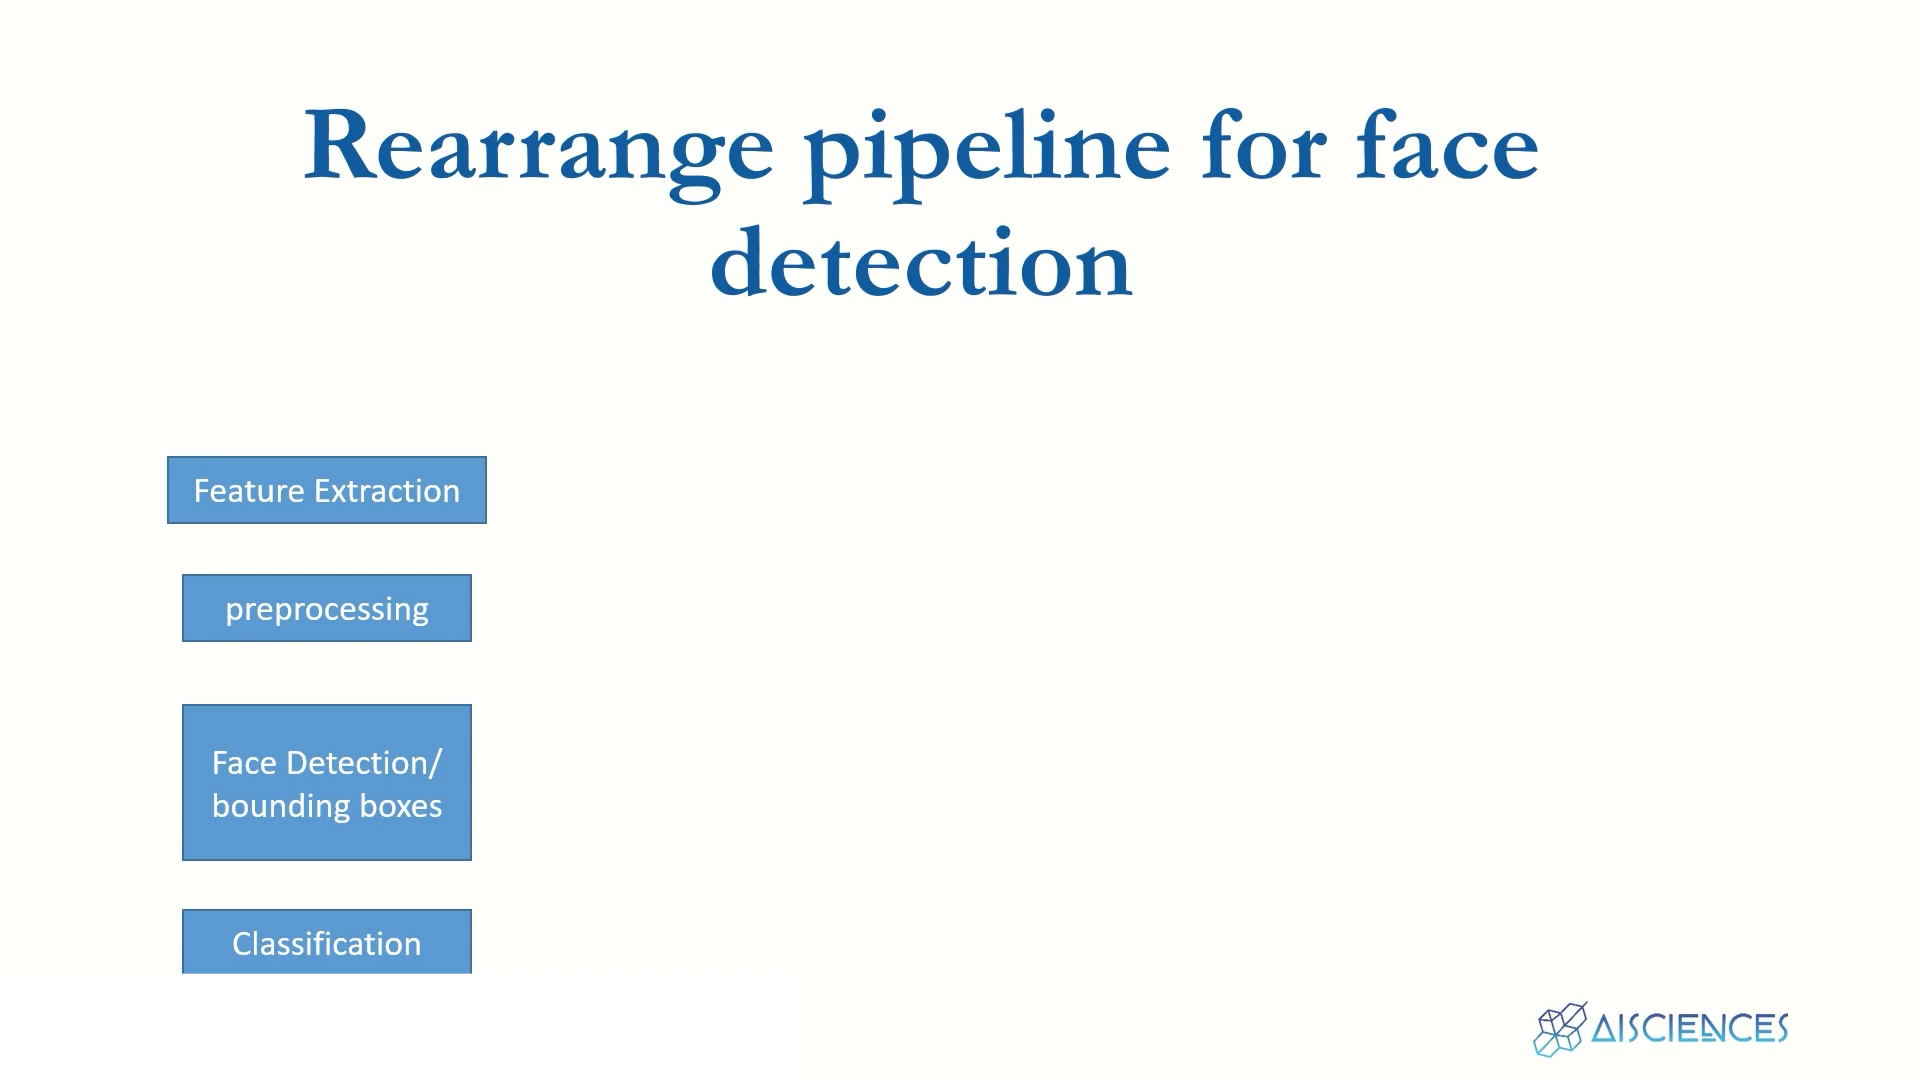 Rearrange pipeline for face
detection
Feature Extraction
preprocessing
Face Detection/
bounding boxes
Classification
AISCIENCES